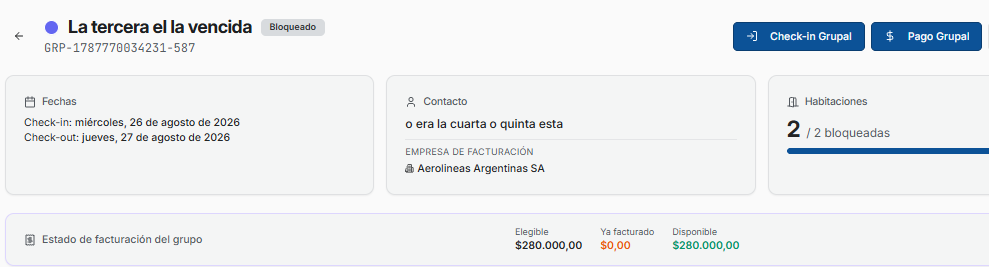 La tercera el la vencida Bloqueado
GRP-1787770034231-587
Check-in Grupal
Pago Grupal
Fechas
Check-in: miércoles, 26 de agosto de 2026
Check-out: jueves, 27 de agosto de 2026
Contacto
o era la cuarta o quinta esta
EMPRESA DE FACTURACIÓN
Aerolineas Argentinas SA
Habitaciones
2 / 2 bloqueadas
Estado de facturación del grupo
Elegible
$280.000,00
Ya facturado
$0,00
Disponible
$280.000,00